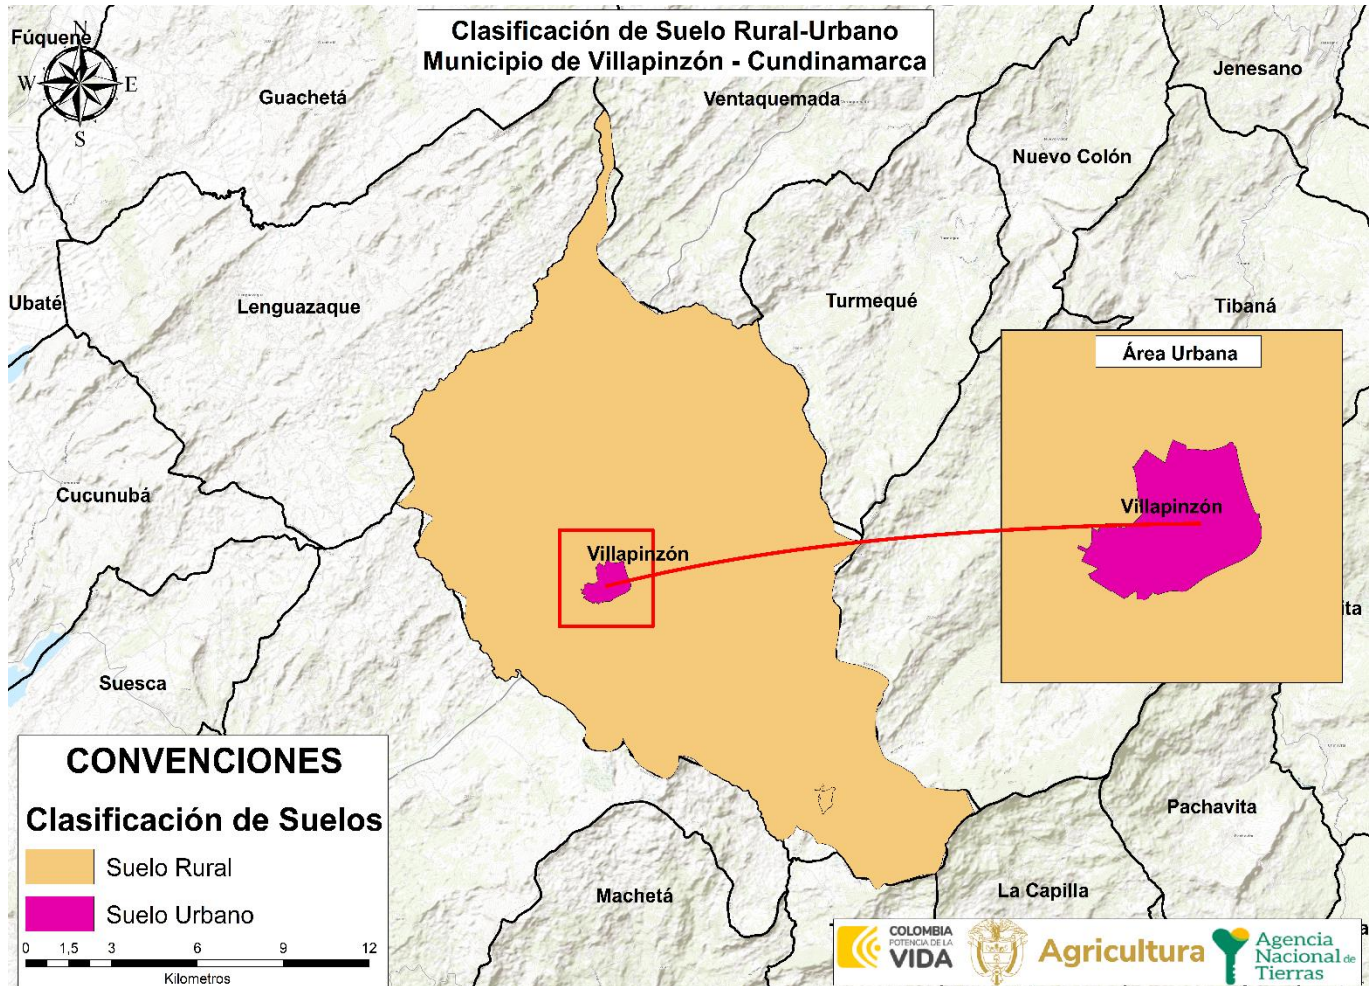 Clasificación de Suelo Rural-Urbano
Municipio de Villapinzón - Cundinamarca
Fúquene
N
W
E
S
Guachetá
Ventaquemada
Jenesano
Nuevo Colón
Ubaté
Lenguazaque
Turmequé
Tibaná
Área Urbana
Cucunubá
Villapinzón
Villapinzón
ita
Suesca
CONVENCIONES
Clasificación de Suelos
Suelo Rural
Suelo Urbano
0 1,5 3 6 9 12
Kilometros
Pachavita
Machetá
La Capilla
COLOMBIA
POTENCIA DE LA
VIDA
Agricultura
Agencia
Nacional de
Tierras